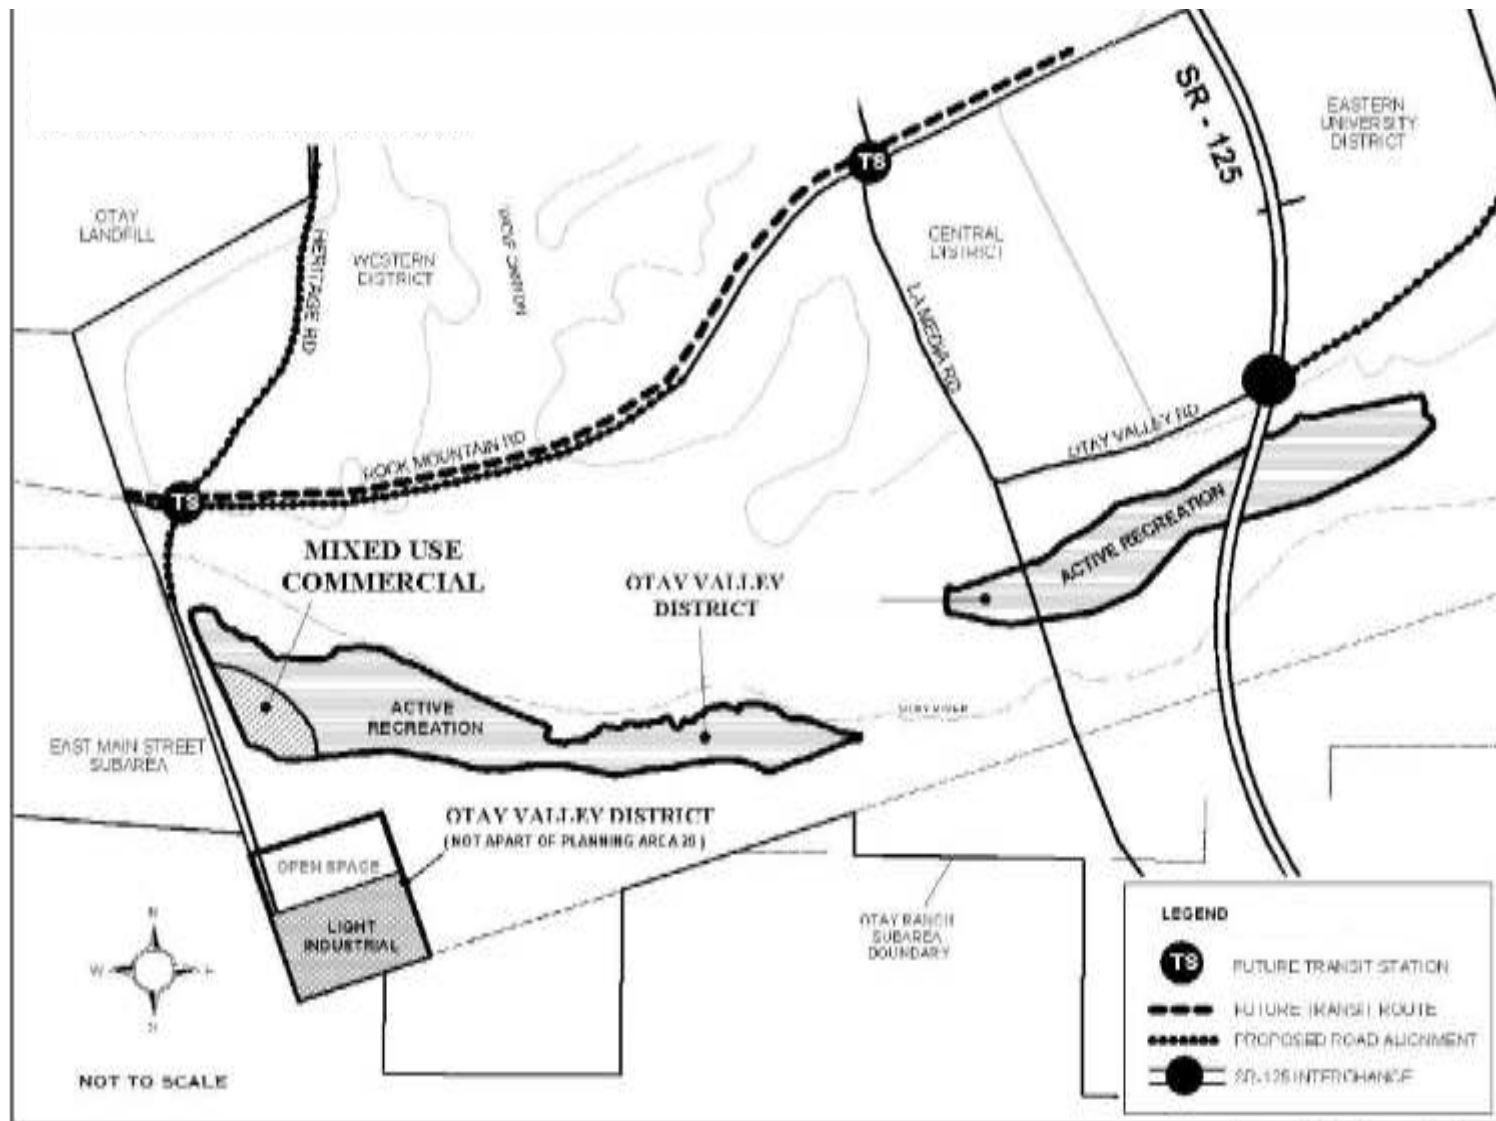 SR - 125
EASTERN
UNIVERSITY
DISTRICT
TS
OTAY
LANDFILL
HERITAGE RD
WESTERN
DISTRICT
WOLF CANYON
CENTRAL
DISTRICT
LA MEDIA RD
OTAY VALLEY RD
ROCK MOUNTAIN RD
TS
ACTIVE RECREATION
MIXED USE
COMMERCIAL
OTAY VALLEY
DISTRICT
ACTIVE
RECREATION
OTAY RIVER
EAST MAIN STREET
SUBAREA
OTAY VALLEY DISTRICT
(NOT APART OF PLANNING AREA 20)
OPEN SPACE
LIGHT
INDUSTRIAL
OTAY RANCH
SUBAREA
BOUNDARY
N
W
E
S
NOT TO SCALE
LEGEND
TS FUTURE TRANSIT STATION
FUTURE TRANSIT ROUTE
PROPOSED ROAD ALIGNMENT
SR-125 INTERCHANGE